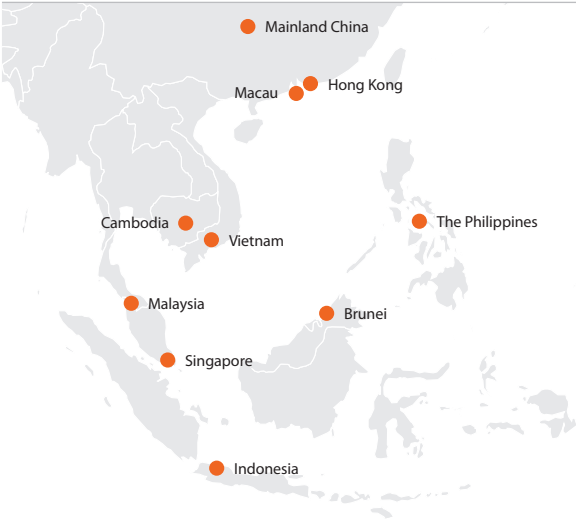 Mainland China
Hong Kong
Macau
Cambodia
The Philippines
Vietnam
Malaysia
Brunei
Singapore
Indonesia